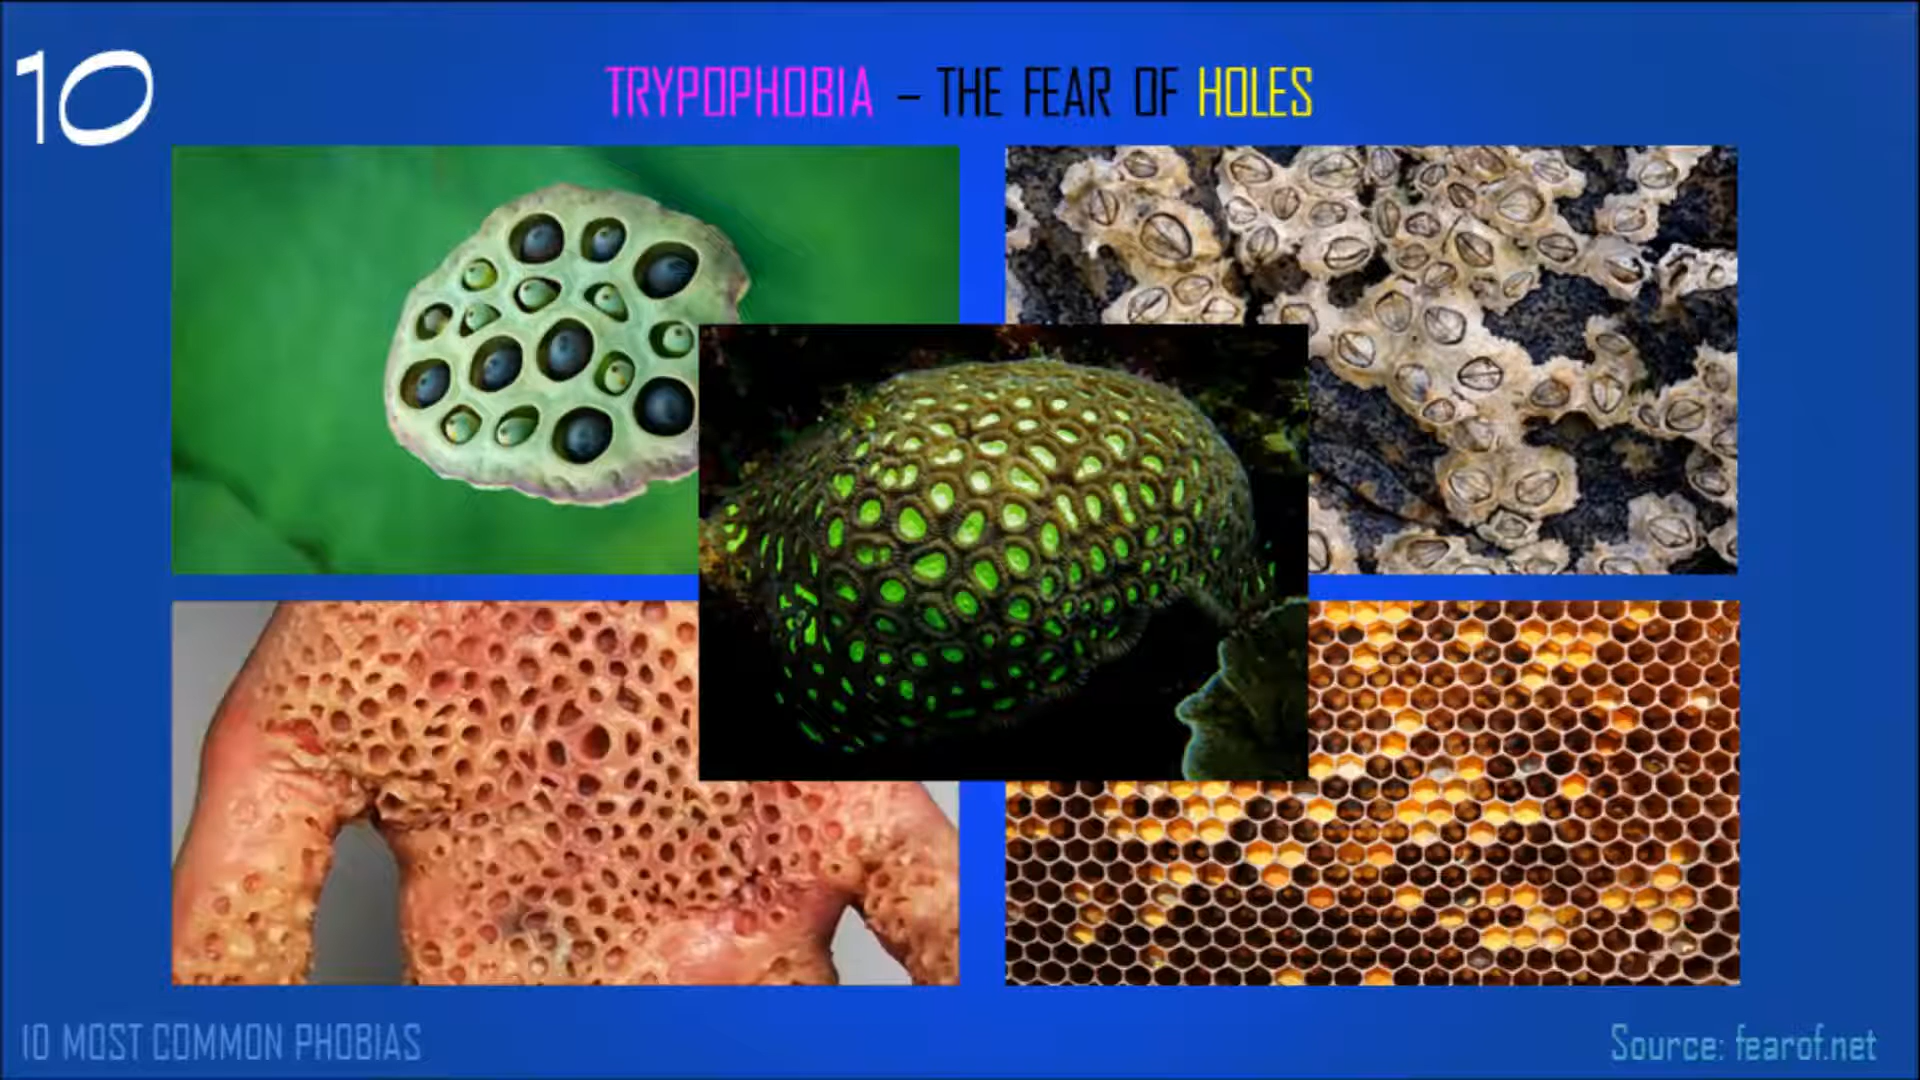 10
TRYPOPHOBIA – THE FEAR OF HOLES
10 MOST COMMON PHOBIAS
Source: fearof.net